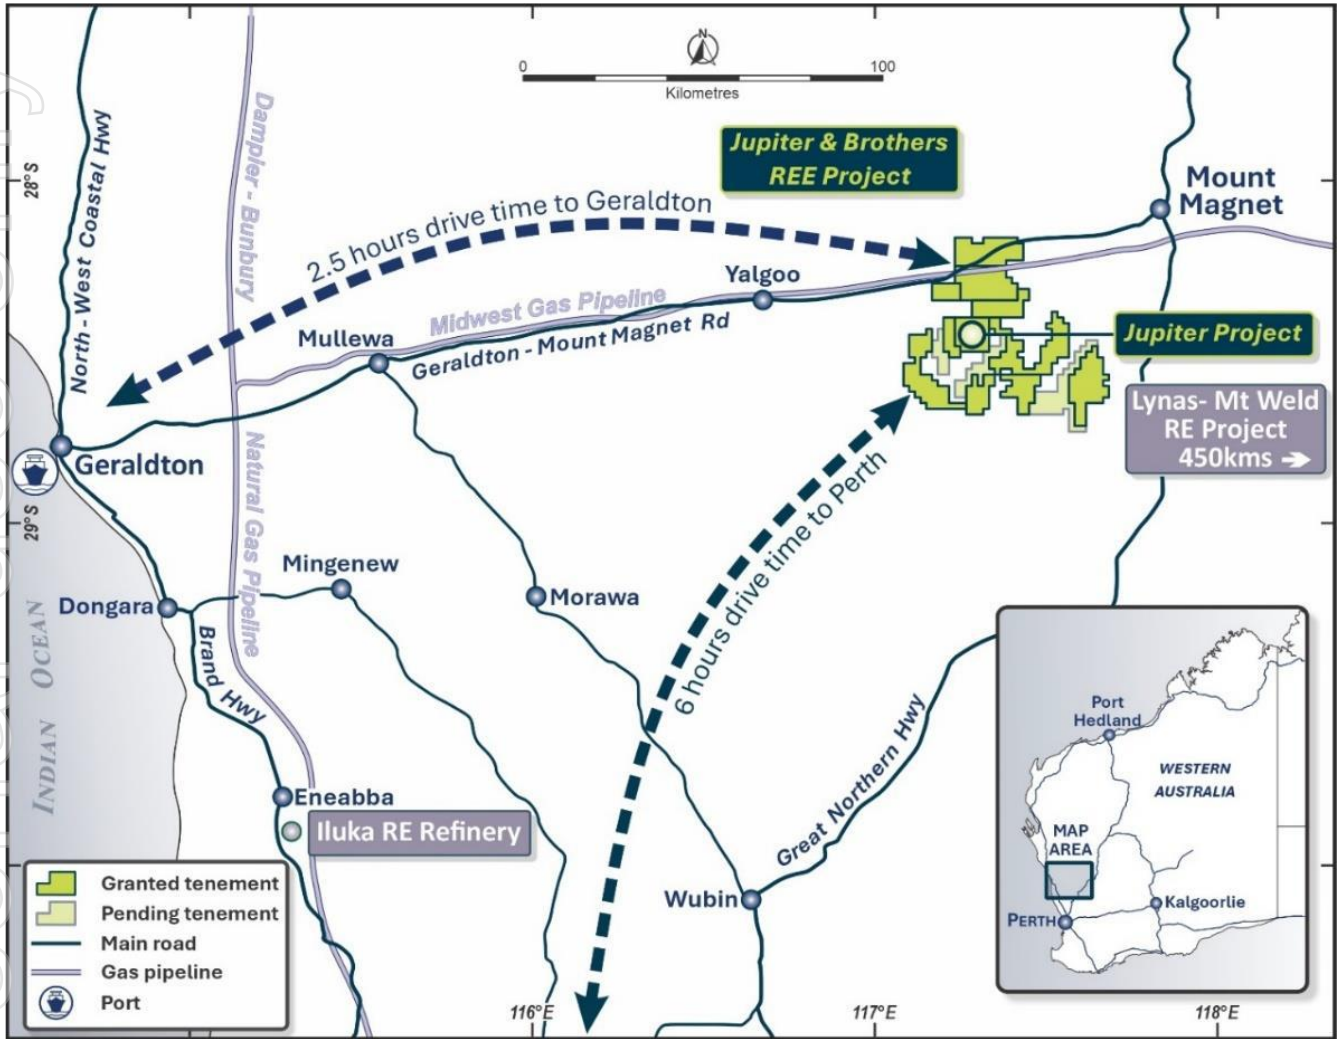 0
100
Kilometres
N
Jupiter & Brothers
REE Project
Mount
Magnet
28°S
North-West Coastal Hwy
Dampler - Bunbury
2.5 hours drive time to Geraldton
Yalgoo
Midwest Gas Pipeline
Mullewa
Geraldton - Mount Magnet Rd
Jupiter Project
Lynas- Mt Weld
RE Project
450kms
Geraldton
Natural Gas Pipeline
29°S
6 hours drive time to Perth
Mingenew
Dongara
Morawa
INDIAN OCEAN
Brand Hwy
Eneabba
Iluka RE Refinery
Great Northern Hwy
Wubin
Port
Hedland
WESTERN
AUSTRALIA
MAP
AREA
Kalgoorlie
PERTH
Granted tenement
Pending tenement
Main road
Gas pipeline
Port
116°E
117°E
118°E